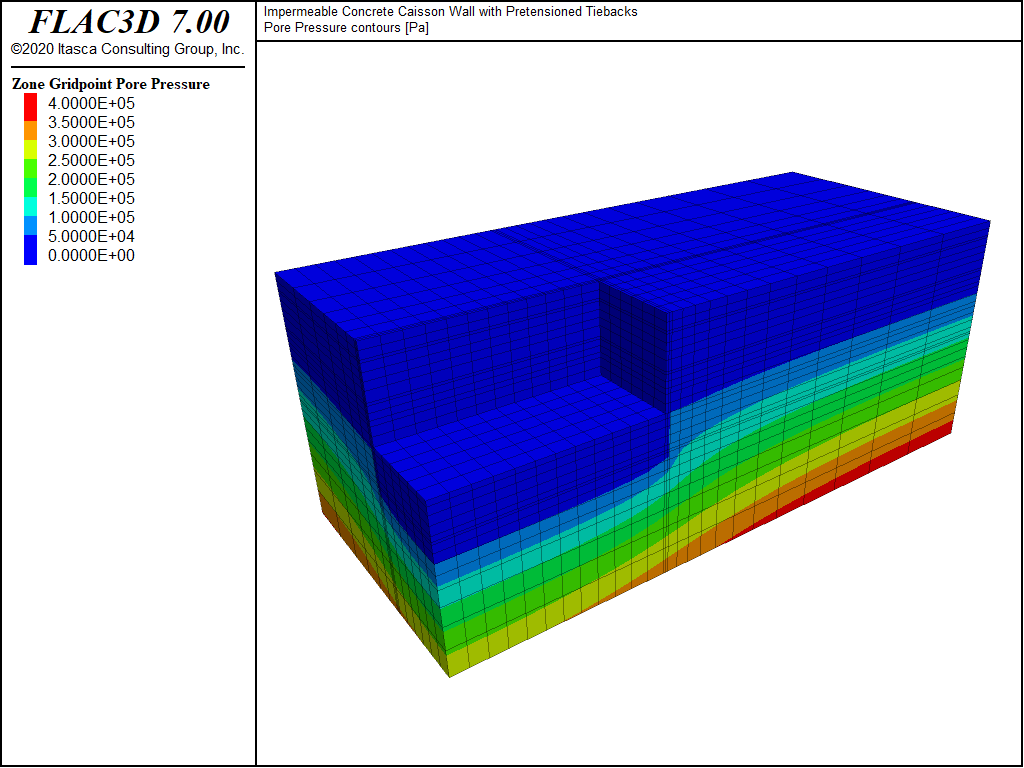 FLAC3D 7.00
©2020 Itasca Consulting Group, Inc.
Zone Gridpoint Pore Pressure
4.0000E+05
3.5000E+05
3.0000E+05
2.5000E+05
2.0000E+05
1.5000E+05
1.0000E+05
5.0000E+04
0.0000E+00
Impermeable Concrete Caisson Wall with Pretensioned Tiebacks
Pore Pressure contours [Pa]